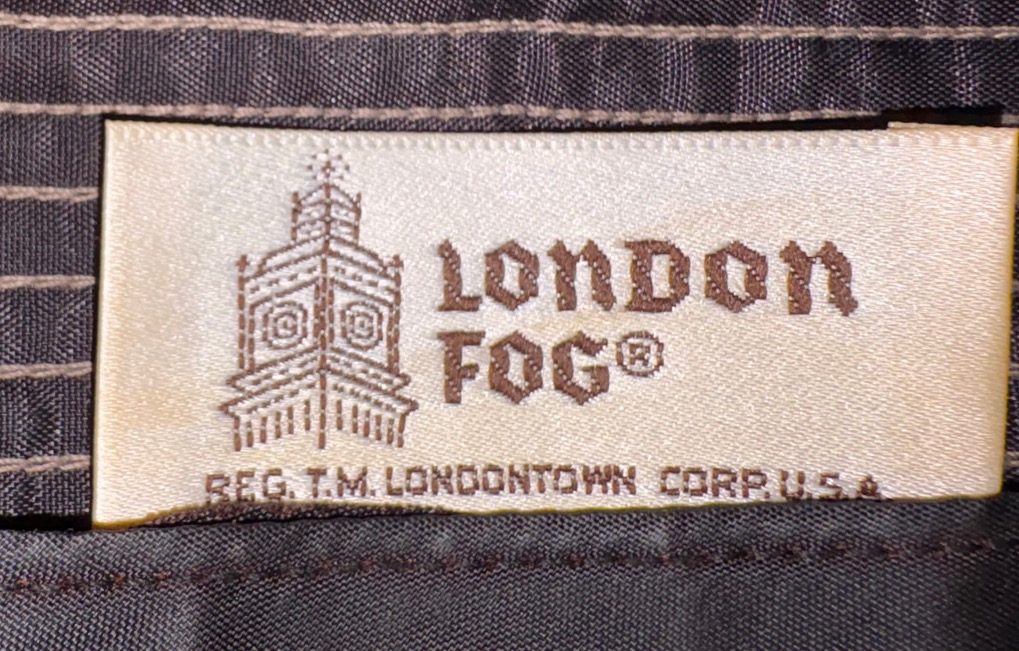 LONDON
FOG®
REG. T.M. LONDONTOWN CORP. U.S.A.